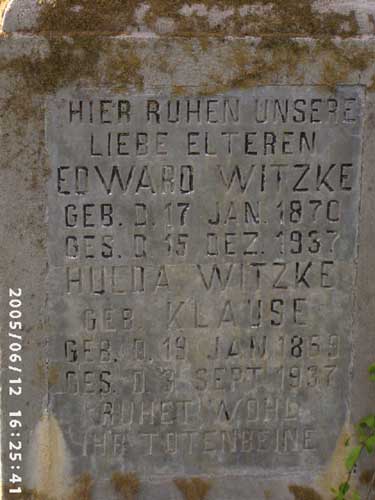 HIER RUHEN UNSERE
LIEBE ELTEREN
EDWARD WITZKE
GEB. D. 17 JAN. 1870
GES. D. 15 DEZ. 1937
HULDA WITZKE
GEB. KLAUSE
GEB. D. 19 JAN. 1869
GES. D. 3 SEPT. 1937
RUHET WOHL
IHR TOTENBEINE
2005/06/12 16:25:41